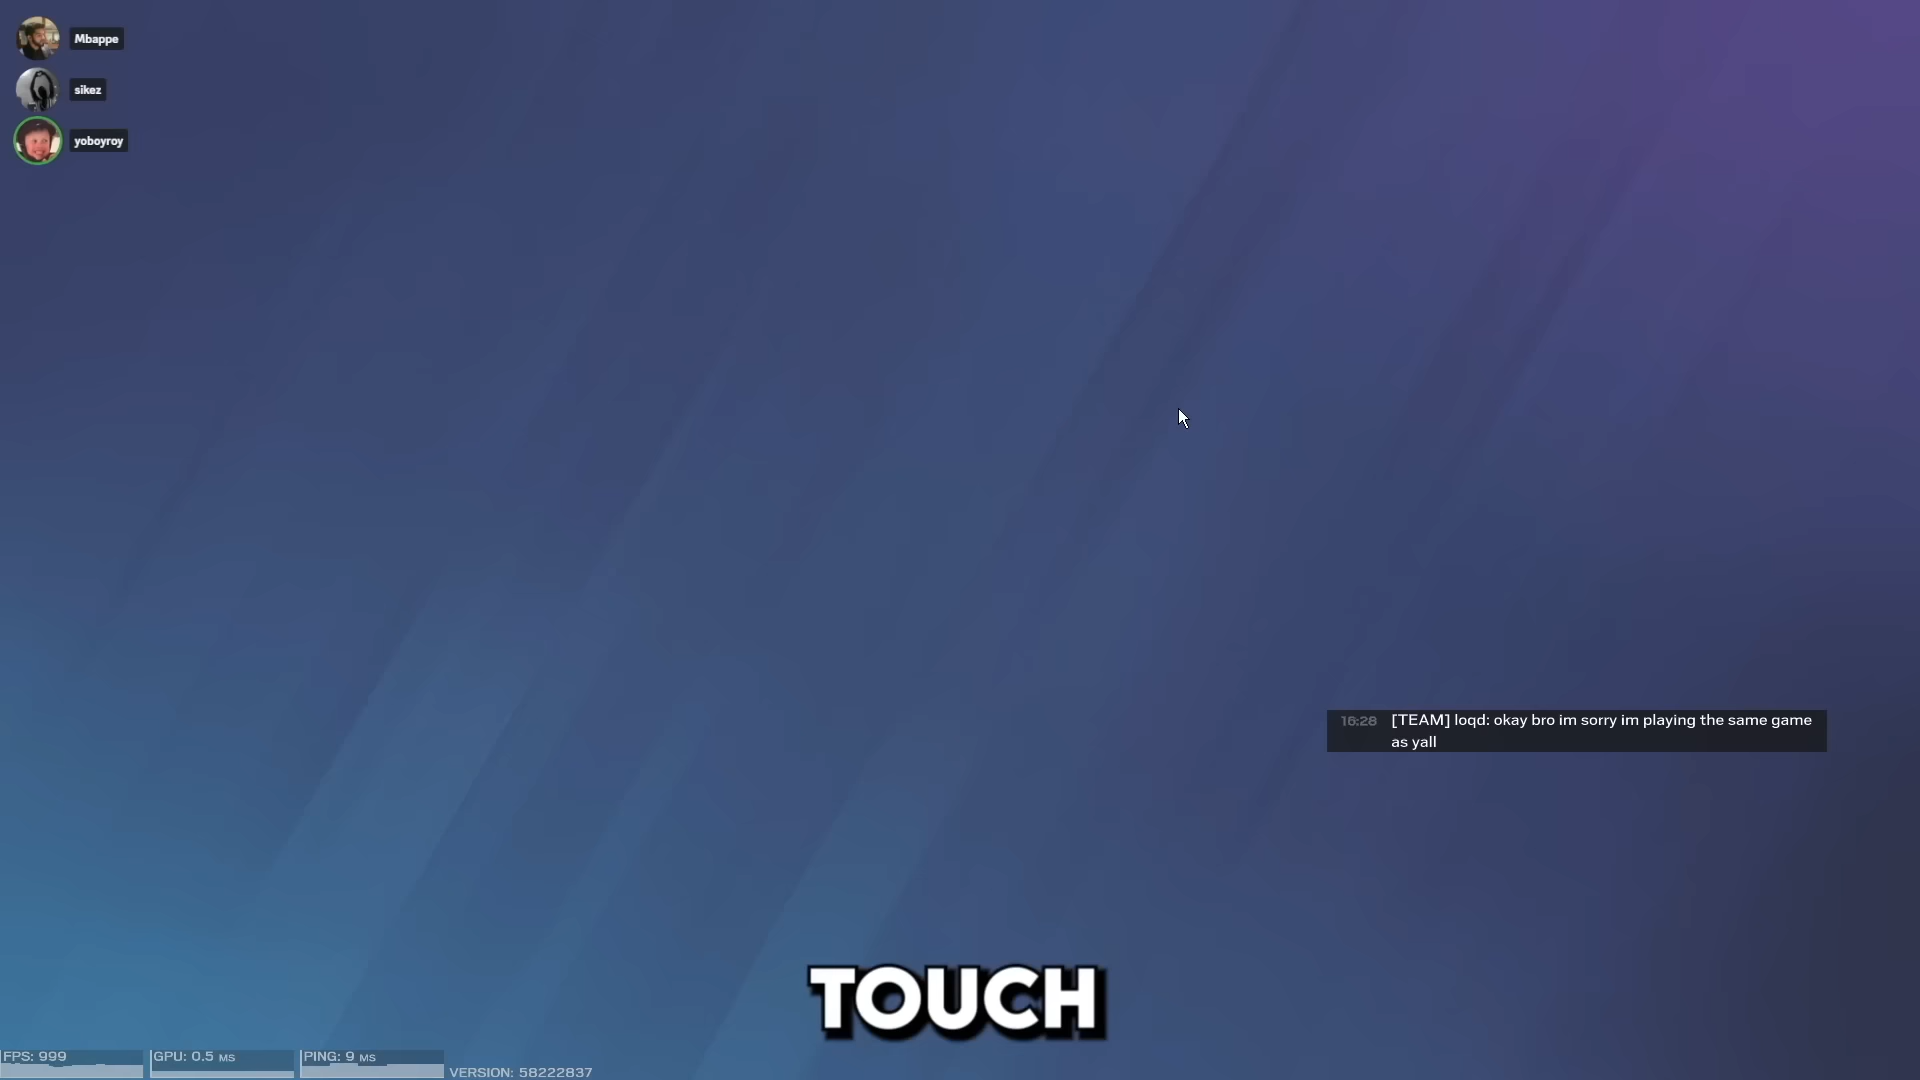 Mbappe
sikez
yoboyroy
16:28 [TEAM] loqd: okay bro im sorry im playing the same game
as yall
TOUCH
FPS: 999 GPU: 0.5 MS PING: 9 MS
VERSION: 58222837